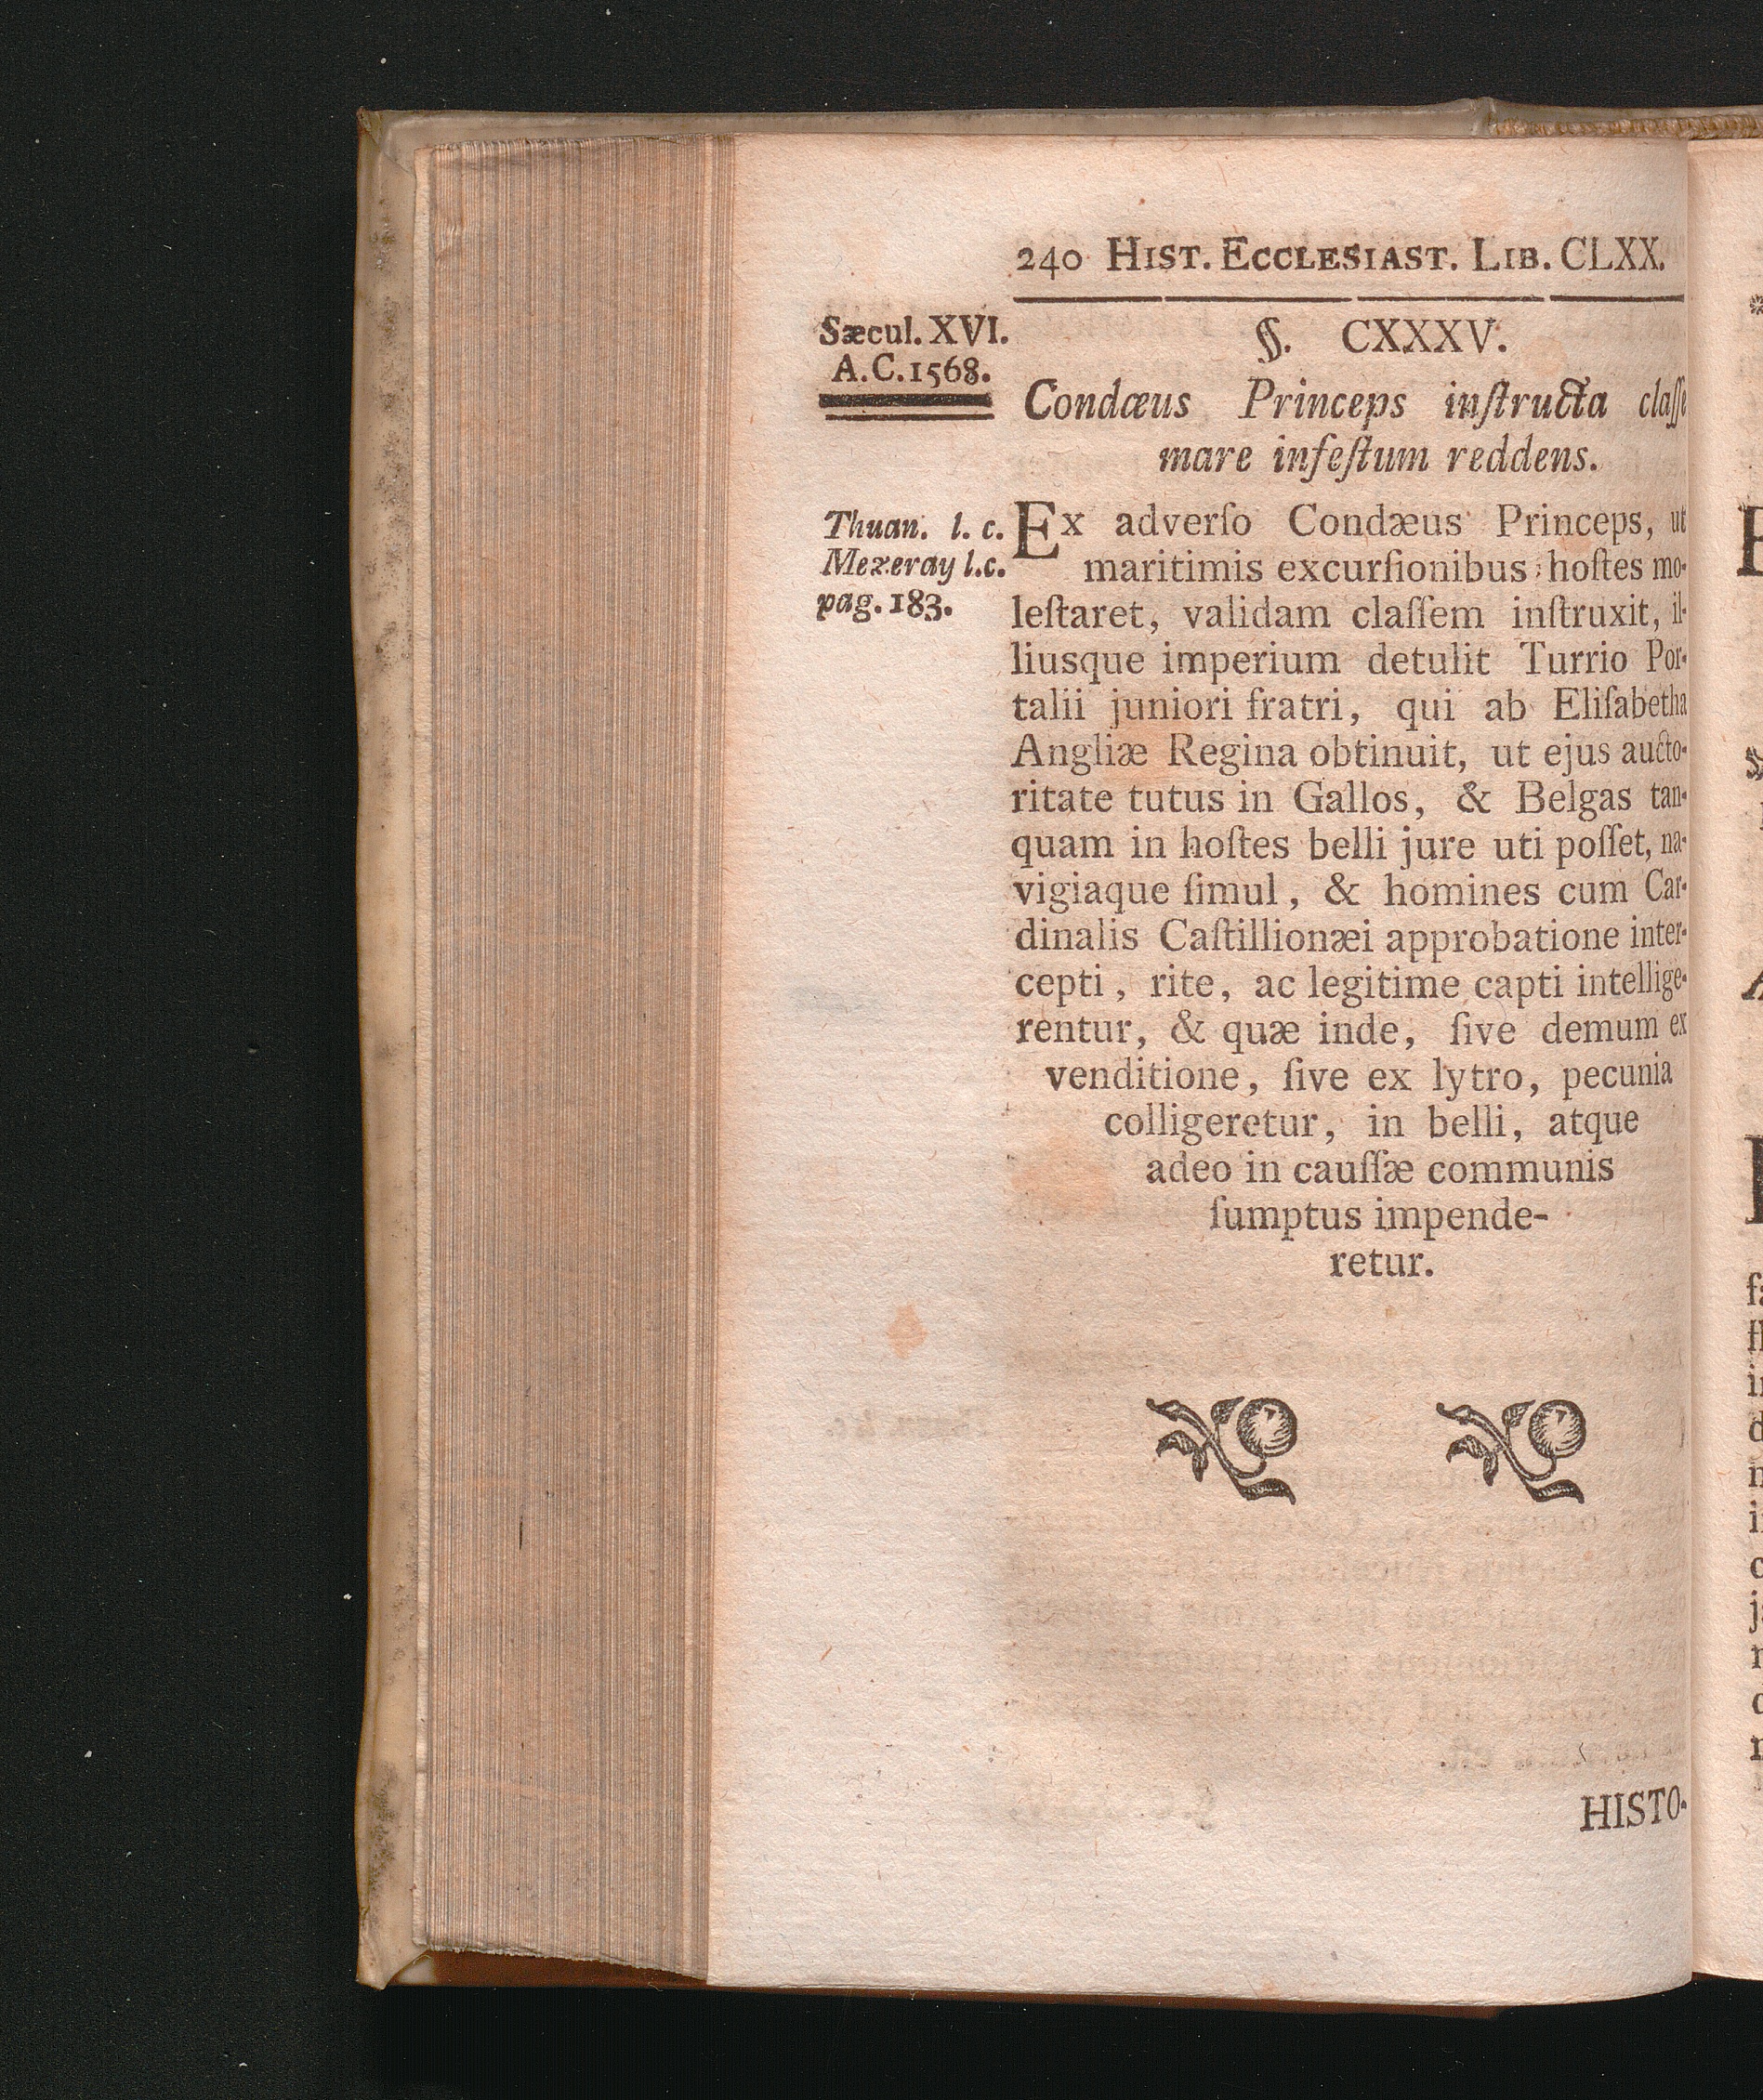 240 HIST. ECCLESIAST. LIB. CLXX.
Sæcul. XVI.
A.C. 1568.
§. CXXXV.
Condæus Princeps inſtructa claſſe
mare infeſtum reddens.
Thuan. l. c.
Mezeray l.c.
pag. 183.
Ex adverſo Condæus Princeps, ut
maritimis excurſionibus hoſtes mo-
leſtaret, validam claſſem inſtruxit, il-
liusque imperium detulit Turrio Por-
talii juniori fratri, qui ab Eliſabetha
Angliæ Regina obtinuit, ut ejus aucto-
ritate tutus in Gallos, & Belgas tan-
quam in hoſtes belli jure uti poſſet, na-
vigiaque ſimul, & homines cum Car-
dinalis Caſtillionæi approbatione inter-
cepti, rite, ac legitime capti intellige-
rentur, & quæ inde, ſive demum ex
venditione, ſive ex lytro, pecunia
colligeretur, in belli, atque
adeo in cauſſæ communis
ſumptus impende-
retur.
HISTO-